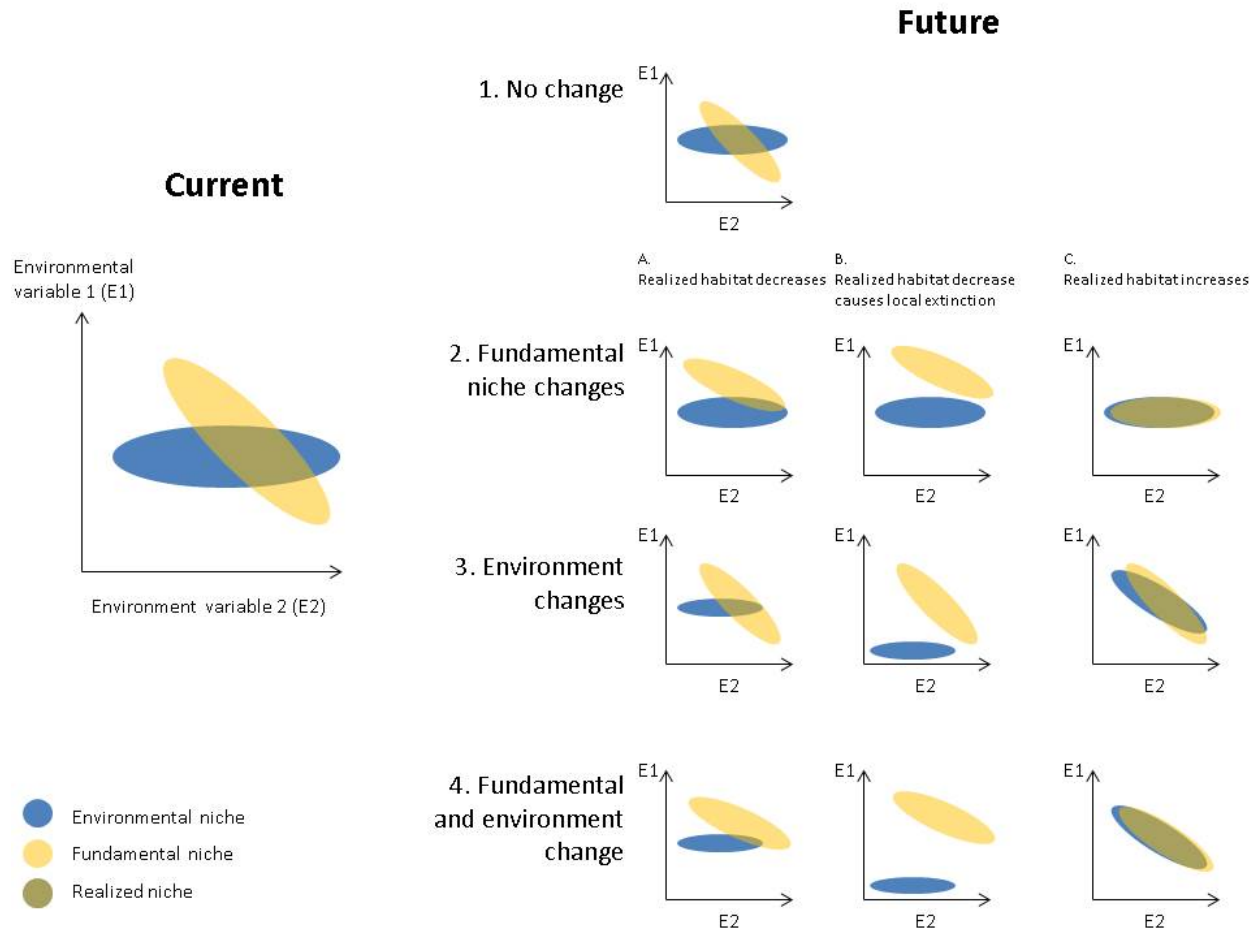 Future
1. No change
E1
E2
Current
Environmental
variable 1 (E1)
Environment variable 2 (E2)
A.
Realized habitat decreases
B.
Realized habitat decrease
causes local extinction
C.
Realized habitat increases
2. Fundamental
niche changes
E1
E2
E1
E2
E1
E2
3. Environment
changes
E1
E2
E1
E2
E1
E2
4. Fundamental
and environment
change
E1
E2
E1
E2
E1
E2
Environmental niche
Fundamental niche
Realized niche